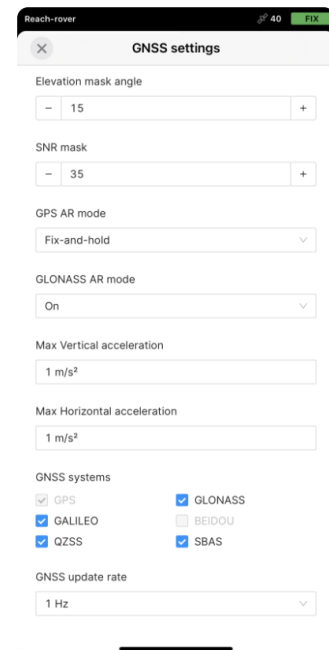 Reach-rover 40 FIX
GNSS settings
Elevation mask angle
− 15 +
SNR mask
− 35 +
GPS AR mode
Fix-and-hold
GLONASS AR mode
On
Max Vertical acceleration
1 m/s²
Max Horizontal acceleration
1 m/s²
GNSS systems
GPS GLONASS
GALILEO BEIDOU
QZSS SBAS
GNSS update rate
1 Hz